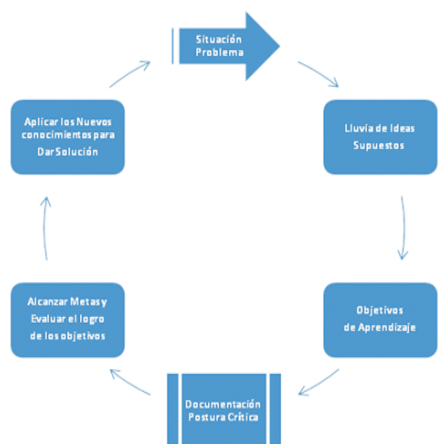 Situación
Problema
Lluvia de Ideas
Supuestos
Objetivos
de Aprendizaje
Documentación
Postura Crítica
Alcanzar Metas y
Evaluar el logro
de los objetivos
Aplicar los Nuevos
conocimientos para
Dar Solución